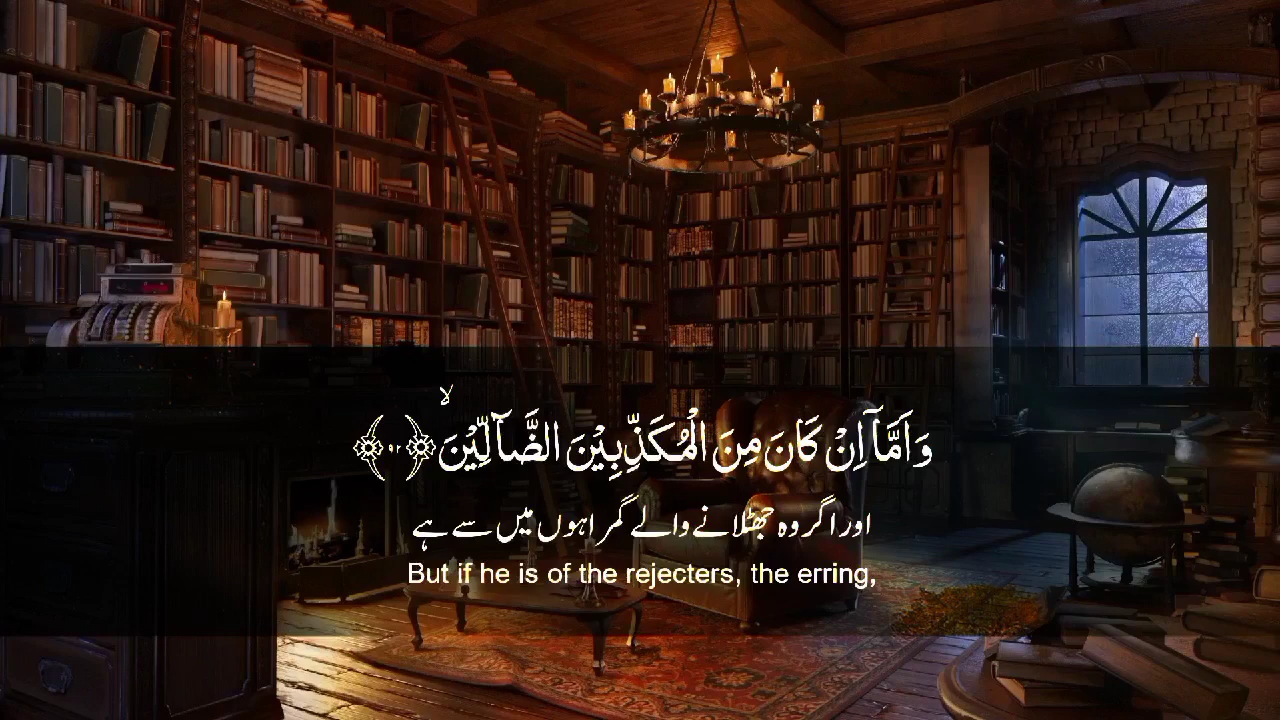 وَاَمَّآ اِنْ كَانَ مِنَ الْمُكَذِّبِيْنَ الضَّآلِّيْنَۙ ﴿۹۲﴾
اور اگر وہ جھٹلانے والے گمراہوں میں سے ہے
But if he is of the rejecters, the erring,